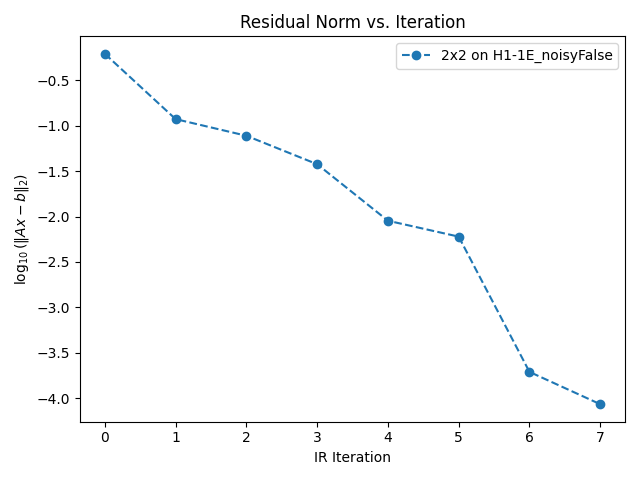 Residual Norm vs. Iteration
2x2 on H1-1E_noisyFalse
−0.5
−1.0
−1.5
−2.0
−2.5
−3.0
−3.5
−4.0
log₁₀(‖Ax − b‖₂)
0 1 2 3 4 5 6 7
IR Iteration